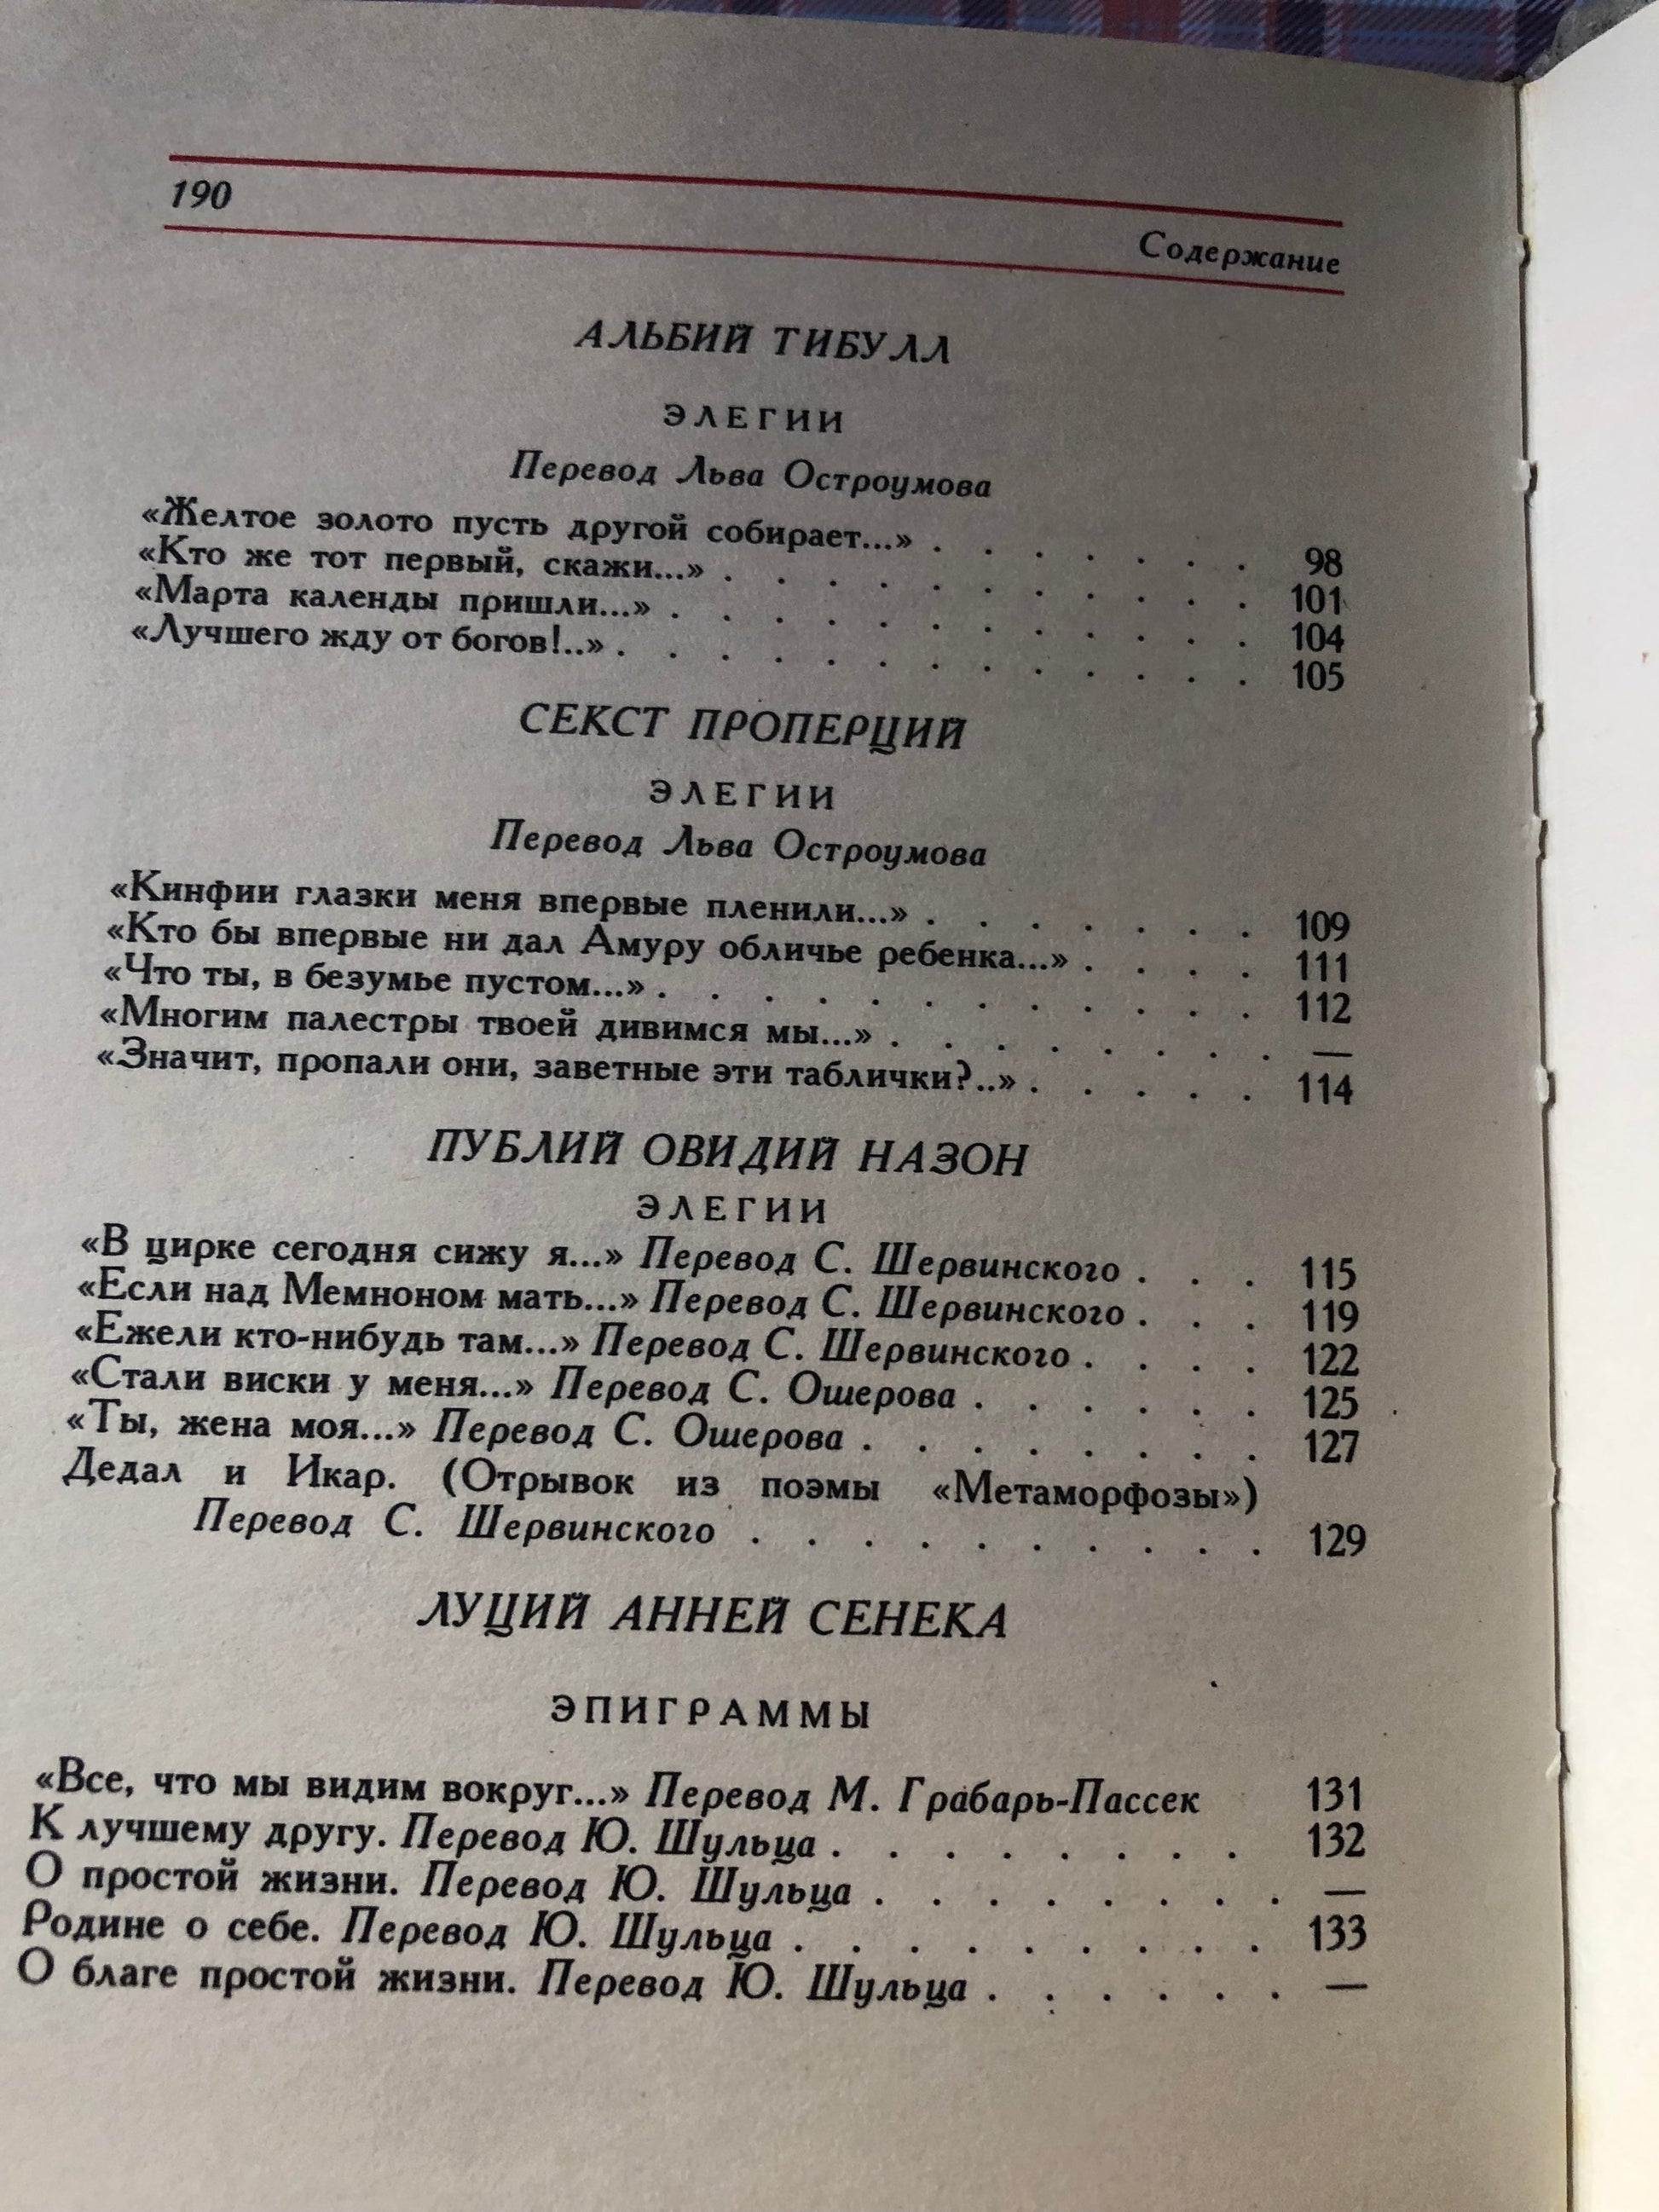 190
Содержание
АЛЬБИЙ ТИБУЛЛ
ЭЛЕГИИ
Перевод Льва Остроумова
«Желтое золото пусть другой собирает...» . . . . . . . 98
«Кто же тот первый, скажи...» . . . . . . . . . . . 101
«Марта календы пришли...» . . . . . . . . . . . . 104
«Лучшего жду от богов!..» . . . . . . . . . . . . . 105
СЕКСТ ПРОПЕРЦИЙ
ЭЛЕГИИ
Перевод Льва Остроумова
«Кинфии глазки меня впервые пленили...» . . . . . . . 109
«Кто бы впервые ни дал Амуру обличье ребенка...» . . . . 111
«Что ты, в безумье пустом...» . . . . . . . . . . . . 112
«Многим палестры твоей дивимся мы...» . . . . . . . . —
«Значит, пропали они, заветные эти таблички?..» . . . . . 114
ПУБЛИЙ ОВИДИЙ НАЗОН
ЭЛЕГИИ
«В цирке сегодня сижу я...» Перевод С. Шервинского . . . 115
«Если над Мемноном мать...» Перевод С. Шервинского . . . 119
«Ежели кто-нибудь там...» Перевод С. Шервинского . . . . 122
«Стали виски у меня...» Перевод С. Ошерова . . . . . . 125
«Ты, жена моя...» Перевод С. Ошерова . . . . . . . . 127
Дедал и Икар. (Отрывок из поэмы «Метаморфозы»)
Перевод С. Шервинского . . . . . . . . . . 129
ЛУЦИЙ АННЕЙ СЕНЕКА
ЭПИГРАММЫ
«Все, что мы видим вокруг...» Перевод М. Грабарь-Пассек 131
К лучшему другу. Перевод Ю. Шульца . . . . . . . . 132
О простой жизни. Перевод Ю. Шульца . . . . . . . . —
Родине о себе. Перевод Ю. Шульца . . . . . . . . . 133
О благе простой жизни. Перевод Ю. Шульца . . . . . . —